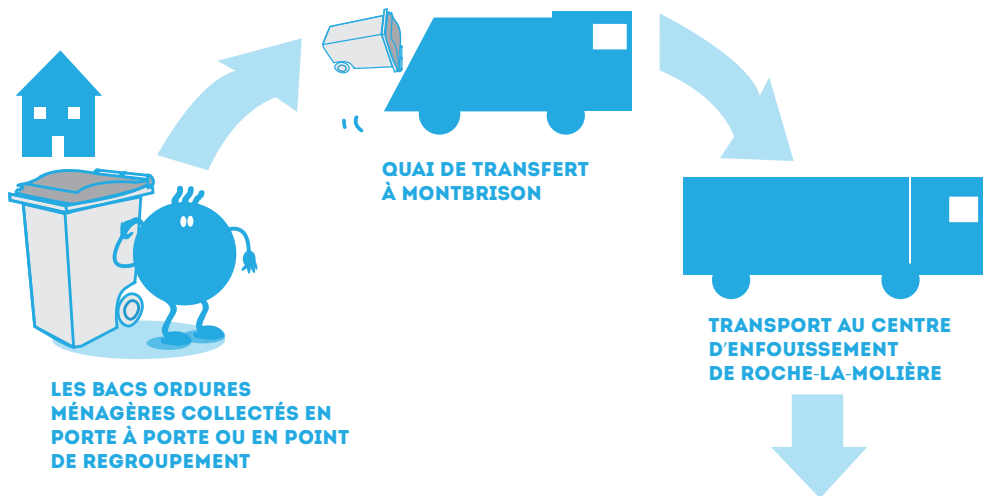 QUAI DE TRANSFERT
À MONTBRISON
TRANSPORT AU CENTRE
D'ENFOUISSEMENT
DE ROCHE-LA-MOLIÈRE
LES BACS ORDURES
MÉNAGÈRES COLLECTÉS EN
PORTE À PORTE OU EN POINT
DE REGROUPEMENT